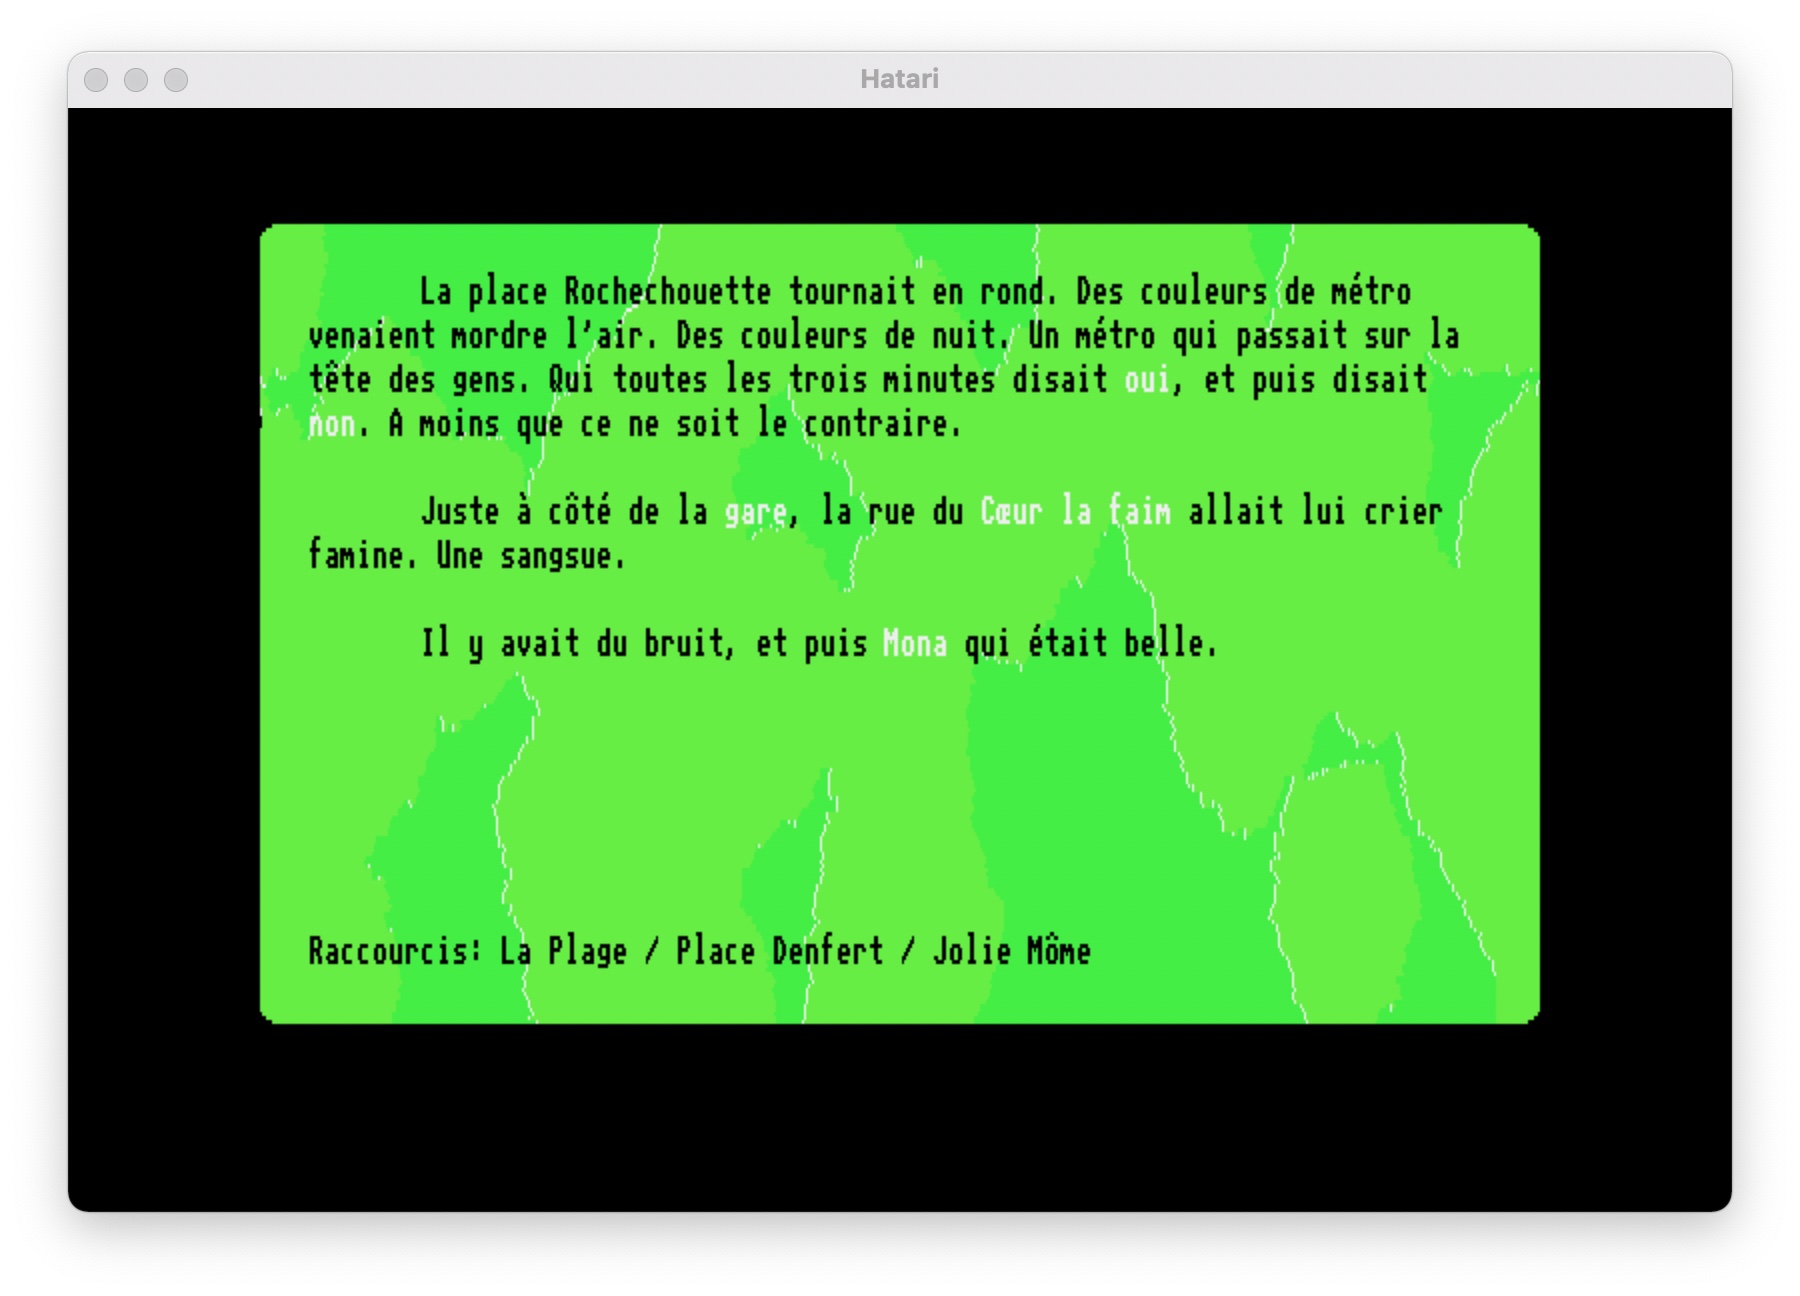 Hatari
La place Rochechouette tournait en rond. Des couleurs de métro
venaient mordre l'air. Des couleurs de nuit. Un métro qui passait sur la
tête des gens. Qui toutes les trois minutes disait oui, et puis disait
non. A moins que ce ne soit le contraire.
Juste à côté de la gare, la rue du Cœur la faim allait lui crier
famine. Une sangsue.
Il y avait du bruit, et puis Mona qui était belle.
Raccourcis: La Plage / Place Denfert / Jolie Môme